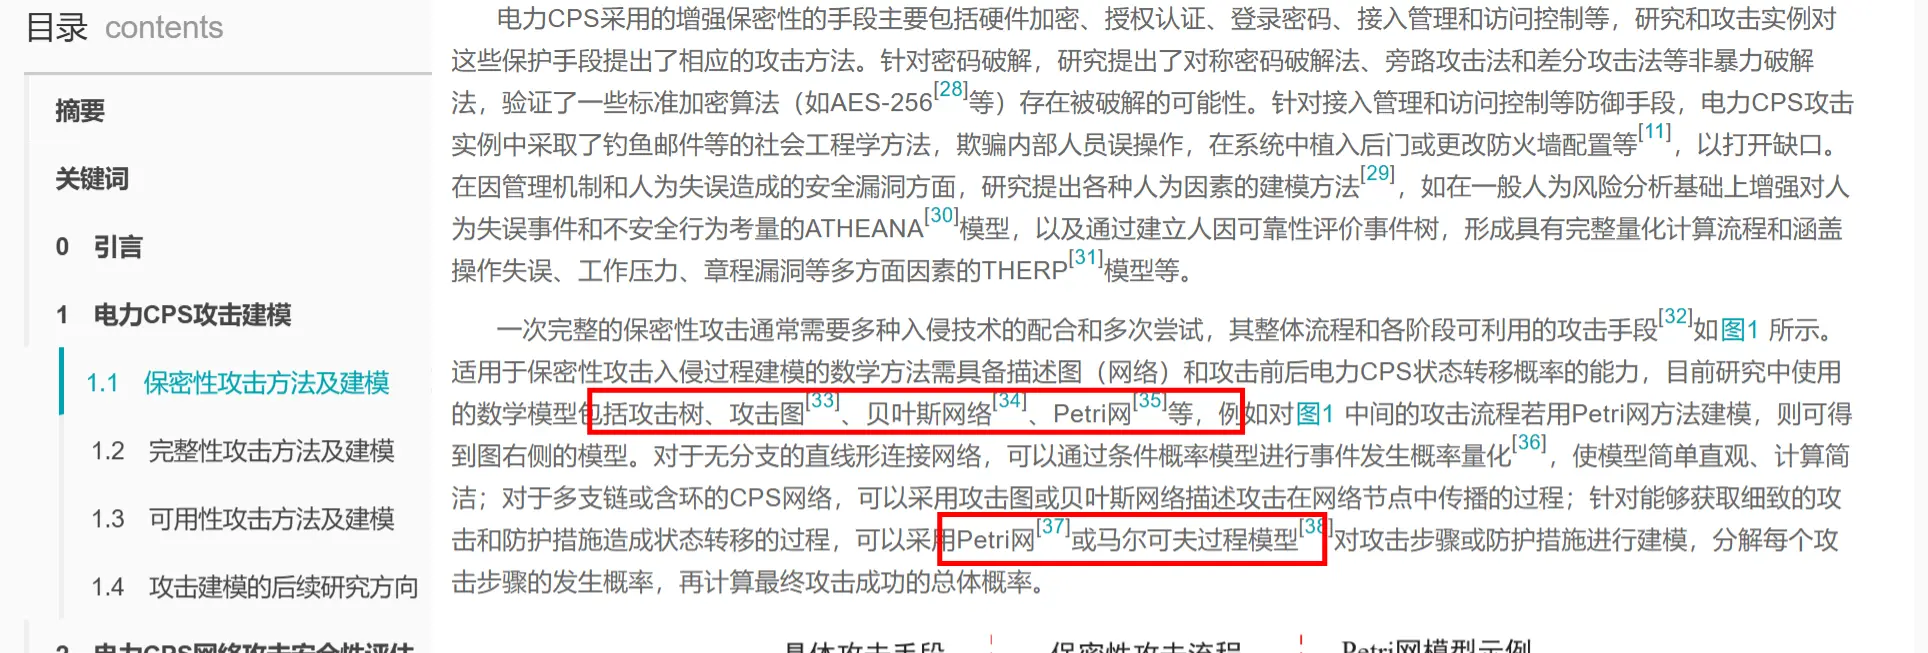 目录 contents
摘要
关键词
0 引言
1 电力CPS攻击建模
1.1 保密性攻击方法及建模
1.2 完整性攻击方法及建模
1.3 可用性攻击方法及建模
1.4 攻击建模的后续研究方向
2 电力CPS网络攻击安全性评估
电力CPS采用的增强保密性的手段主要包括硬件加密、授权认证、登录密码、接入管理和访问控制等，研究和攻击实例对
这些保护手段提出了相应的攻击方法。针对密码破解，研究提出了对称密码破解法、旁路攻击法和差分攻击法等非暴力破解
法，验证了一些标准加密算法（如AES-256[28]等）存在被破解的可能性。针对接入管理和访问控制等防御手段，电力CPS攻击
实例中采取了钓鱼邮件等的社会工程学方法，欺骗内部人员误操作，在系统中植入后门或更改防火墙配置等[11]，以打开缺口。
在因管理机制和人为失误造成的安全漏洞方面，研究提出各种人为因素的建模方法[29]，如在一般人为风险分析基础上增强对人
为失误事件和不安全行为考量的ATHEANA[30]模型，以及通过建立人因可靠性评价事件树，形成具有完整量化计算流程和涵盖
操作失误、工作压力、章程漏洞等多方面因素的THERP[31]模型等。
一次完整的保密性攻击通常需要多种入侵技术的配合和多次尝试，其整体流程和各阶段可利用的攻击手段[32]如图1 所示。
适用于保密性攻击入侵过程建模的数学方法需具备描述图（网络）和攻击前后电力CPS状态转移概率的能力，目前研究中使用
的数学模型包括攻击树、攻击图[33]、贝叶斯网络[34]、Petri网[35]等，例如对图1 中间的攻击流程若用Petri网方法建模，则可得
到图右侧的模型。对于无分支的直线形连接网络，可以通过条件概率模型进行事件发生概率量化[36]，使模型简单直观、计算简
洁；对于多支链或含环的CPS网络，可以采用攻击图或贝叶斯网络描述攻击在网络节点中传播的过程；针对能够获取细致的攻
击和防护措施造成状态转移的过程，可以采用Petri网[37]或马尔可夫过程模型[38]对攻击步骤或防护措施进行建模，分解每个攻
击步骤的发生概率，再计算最终攻击成功的总体概率。
具体攻击手段 保密性攻击流程 Petri网模型示例